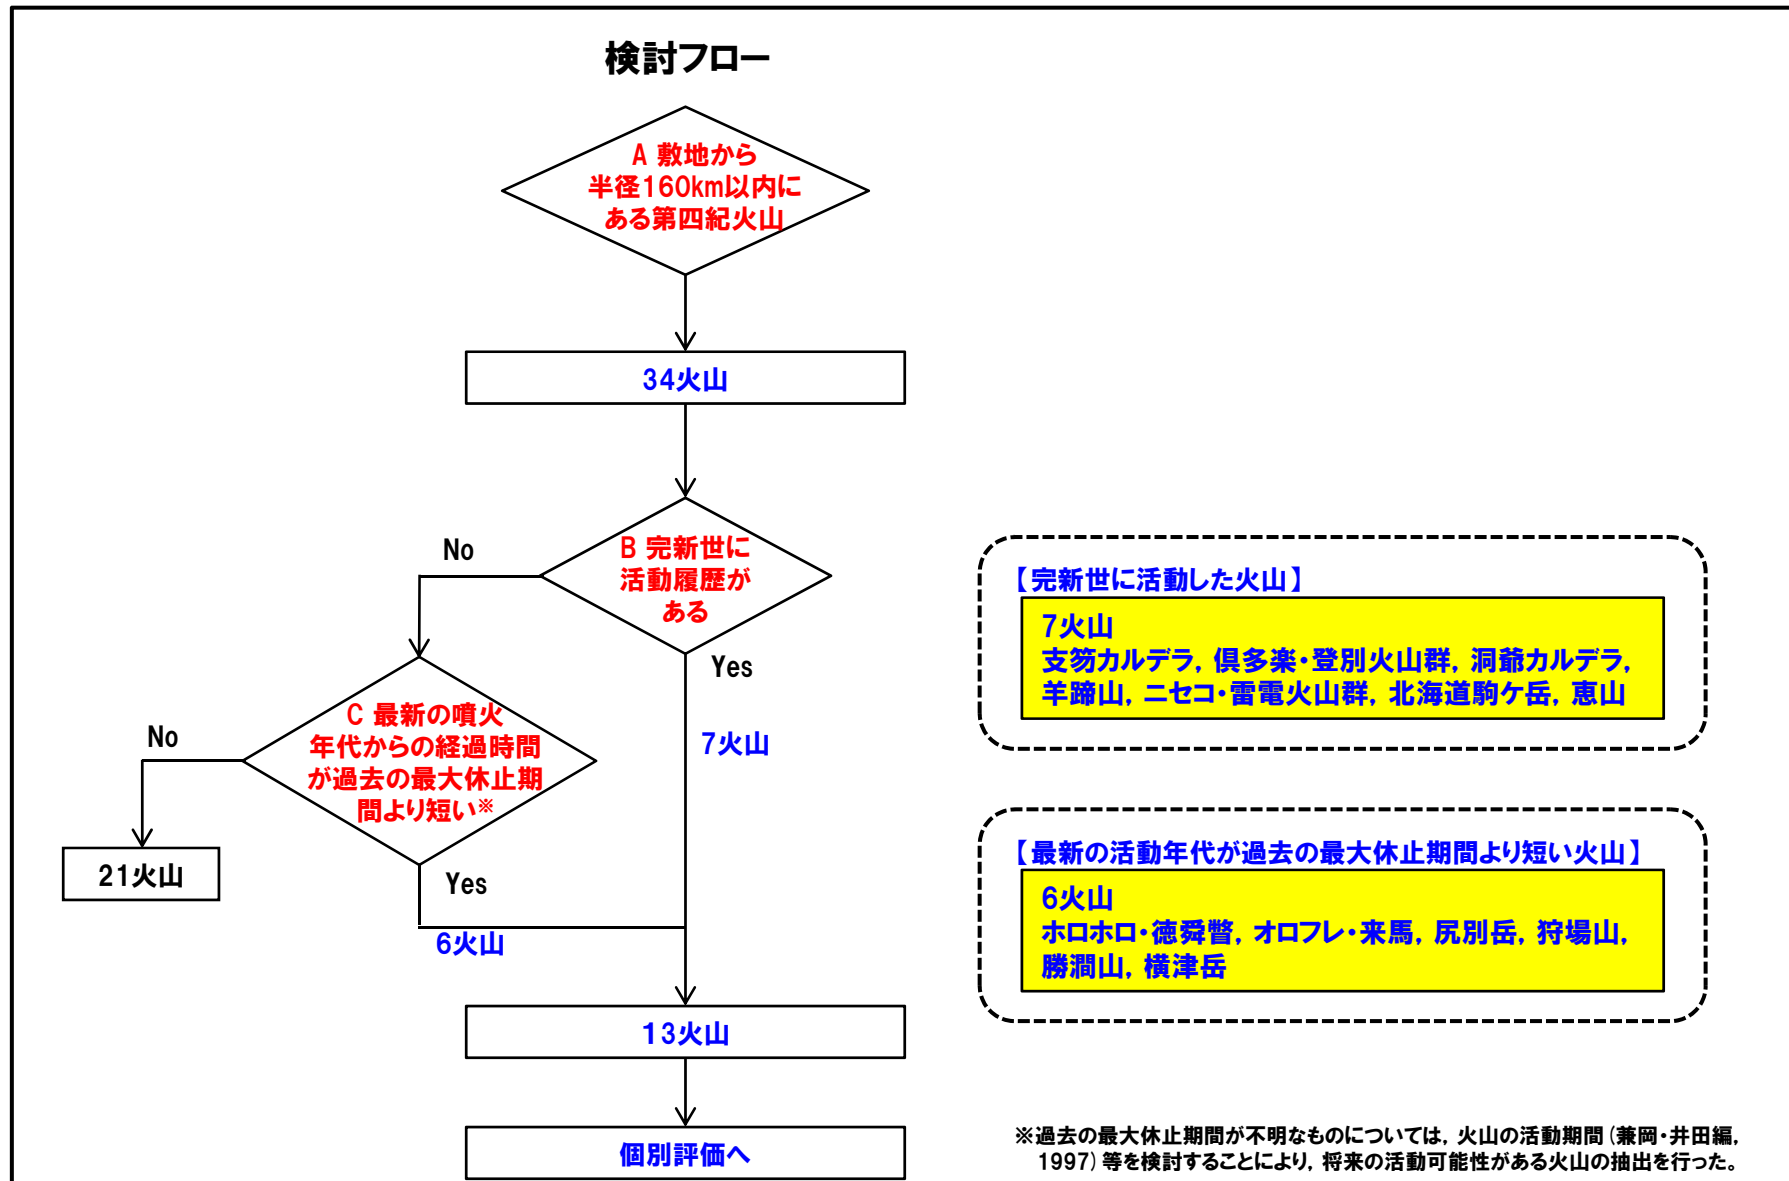 検討フロー
A 敷地から
半径160km以内に
ある第四紀火山
34火山
B 完新世に
活動履歴が
ある
No
Yes
C 最新の噴火
年代からの経過時間
が過去の最大休止期
間より短い※
No
Yes
7火山
21火山
6火山
13火山
個別評価へ
【完新世に活動した火山】
7火山
支笏カルデラ, 倶多楽・登別火山群, 洞爺カルデラ,
羊蹄山, ニセコ・雷電火山群, 北海道駒ケ岳, 恵山
【最新の活動年代が過去の最大休止期間より短い火山】
6火山
ホロホロ・徳舜瞥, オロフレ・来馬, 尻別岳, 狩場山,
勝澗山, 横津岳
※過去の最大休止期間が不明なものについては, 火山の活動期間(兼岡・井田編,
1997)等を検討することにより, 将来の活動可能性がある火山の抽出を行った。